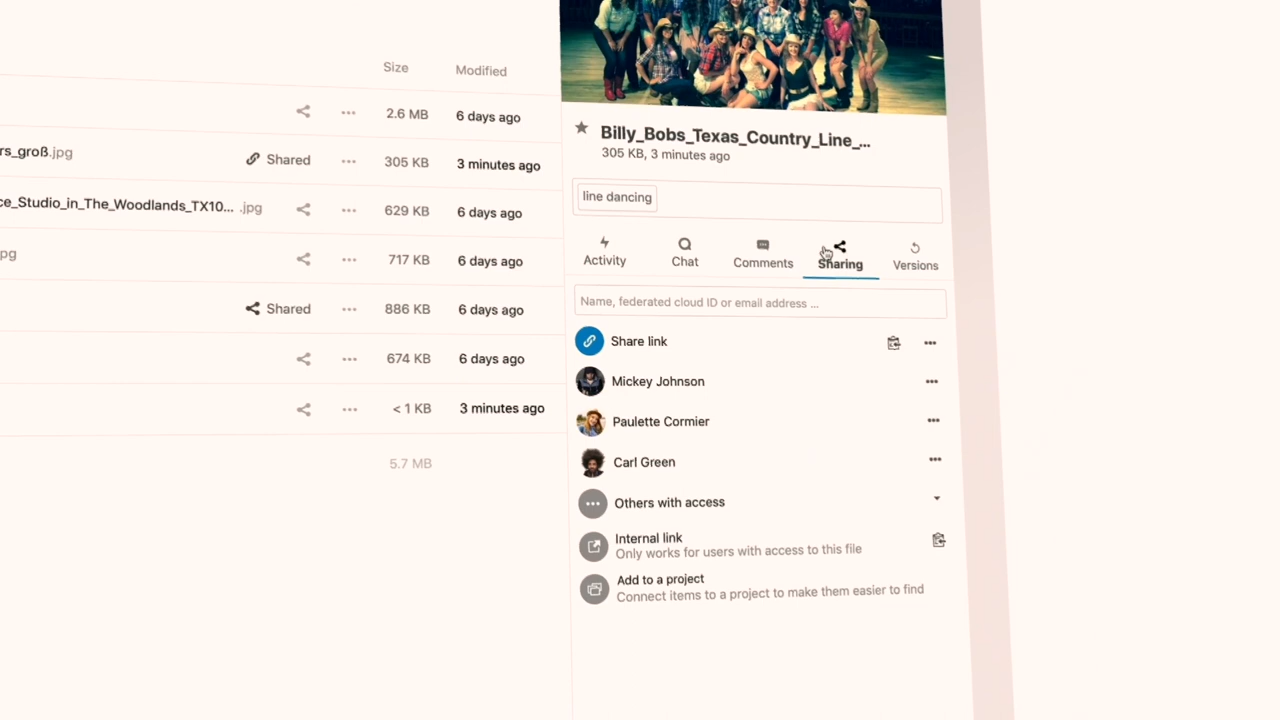 Size Modified
2.6 MB 6 days ago
rs_groß.jpg Shared 305 KB 3 minutes ago
ce_Studio_in_The_Woodlands_TX10... .jpg 629 KB 6 days ago
pg 717 KB 6 days ago
Shared 886 KB 6 days ago
674 KB 6 days ago
< 1 KB 3 minutes ago
5.7 MB
Billy_Bobs_Texas_Country_Line_...
305 KB, 3 minutes ago
line dancing
Activity Chat Comments Sharing Versions
Name, federated cloud ID or email address ...
Share link
Mickey Johnson
Paulette Cormier
Carl Green
Others with access
Internal link
Only works for users with access to this file
Add to a project
Connect items to a project to make them easier to find